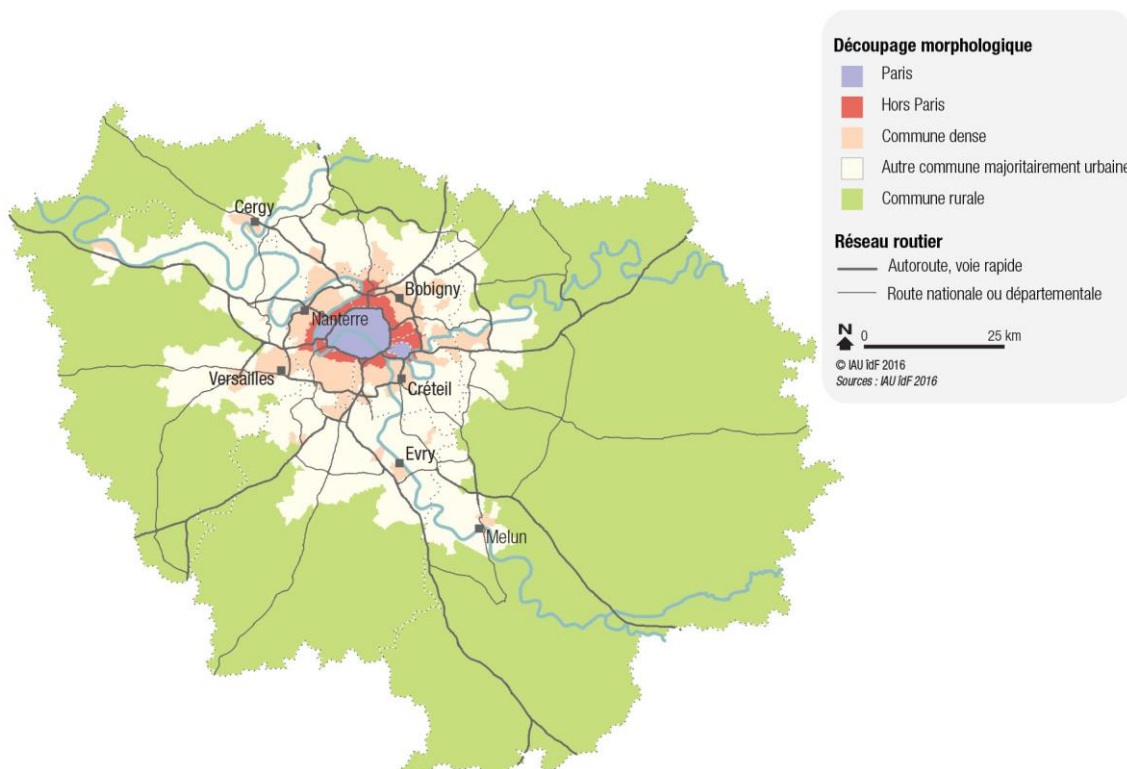 Découpage morphologique
Paris
Hors Paris
Commune dense
Autre commune majoritairement urbaine
Commune rurale
Réseau routier
Autoroute, voie rapide
Route nationale ou départementale
N
0 25 km
© IAU îdF 2016
Sources : IAU îdF 2016
Cergy
Bobigny
Nanterre
Versailles
Créteil
Evry
Melun